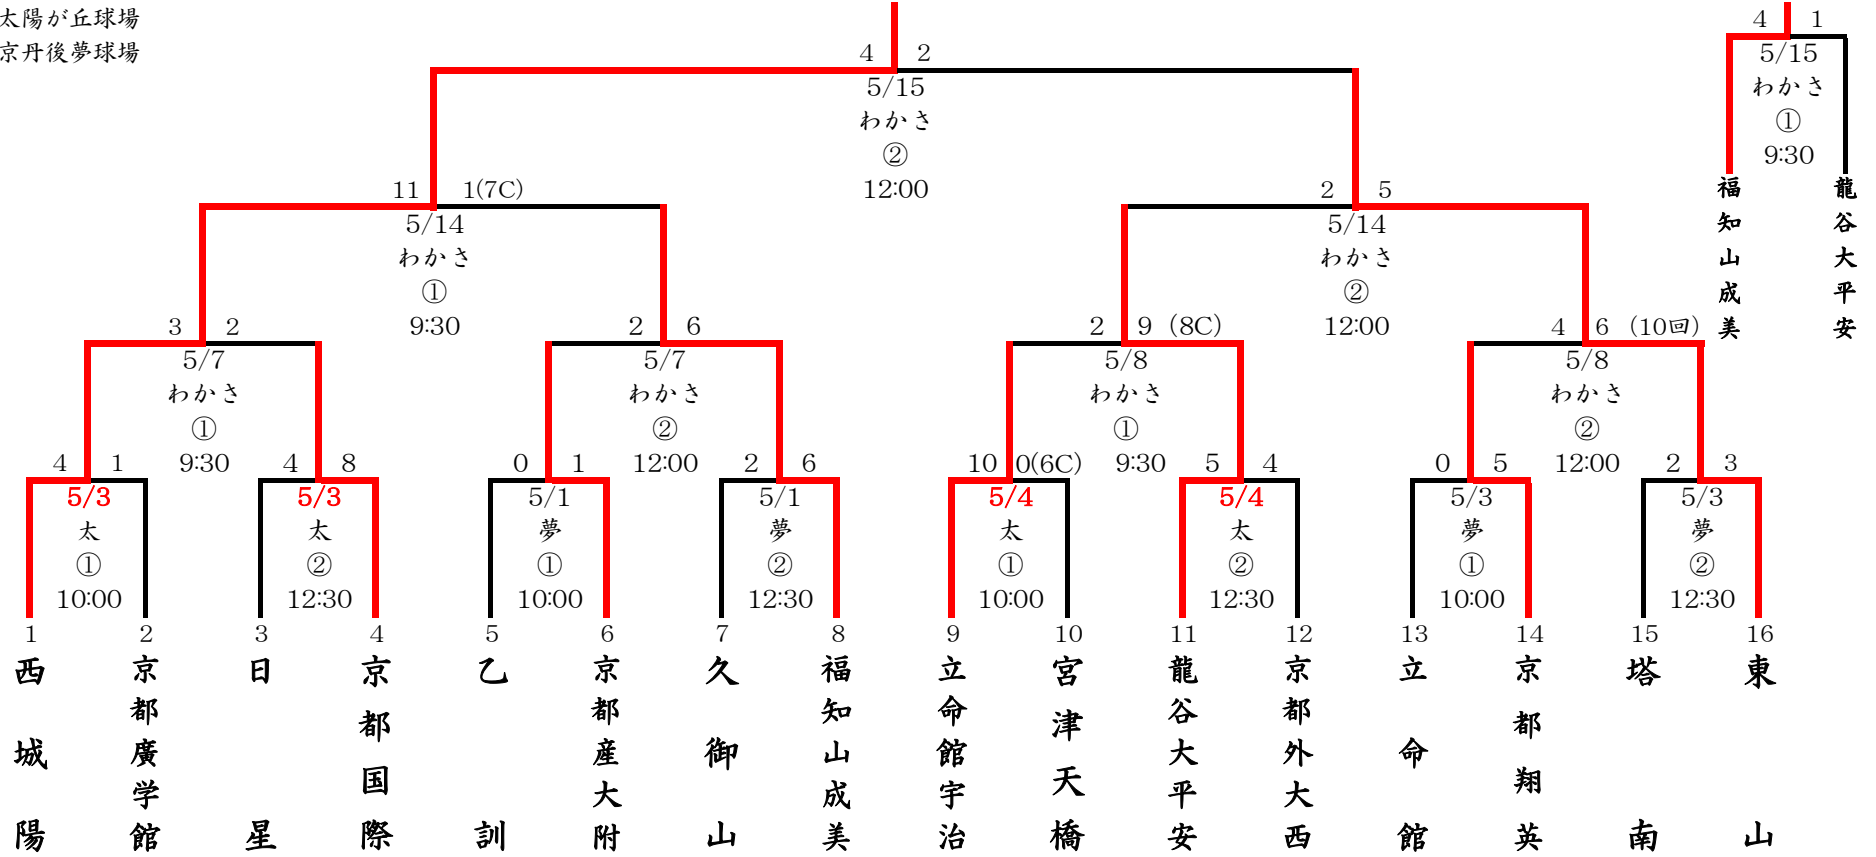 太陽が丘球場
京丹後夢球場
4 2
5/15
わかさ
②
12:00
4 1
5/15
わかさ
①
9:30
福知山成美
龍谷大平安
11 1(7C)
5/14
わかさ
①
9:30
2 5
5/14
わかさ
②
12:00
3 2
5/7
わかさ
①
9:30
2 6
5/7
わかさ
②
12:00
2 9 (8C)
5/8
わかさ
①
9:30
4 6 (10回)
5/8
わかさ
②
12:00
4 1
5/3
太
①
10:00
4 8
5/3
太
②
12:30
0 1
5/1
夢
①
10:00
2 6
5/1
夢
②
12:30
10 0(6C)
5/4
太
①
10:00
5 4
5/4
太
②
12:30
0 5
5/3
夢
①
10:00
2 3
5/3
夢
②
12:30
1
西城陽
2
京都廣学館
3
日星
4
京都国際
5
乙訓
6
京都産大附
7
久御山
8
福知山成美
9
立命館宇治
10
宮津天橋
11
龍谷大平安
12
京都外大西
13
立命館
14
京都翔英
15
塔南
16
東山